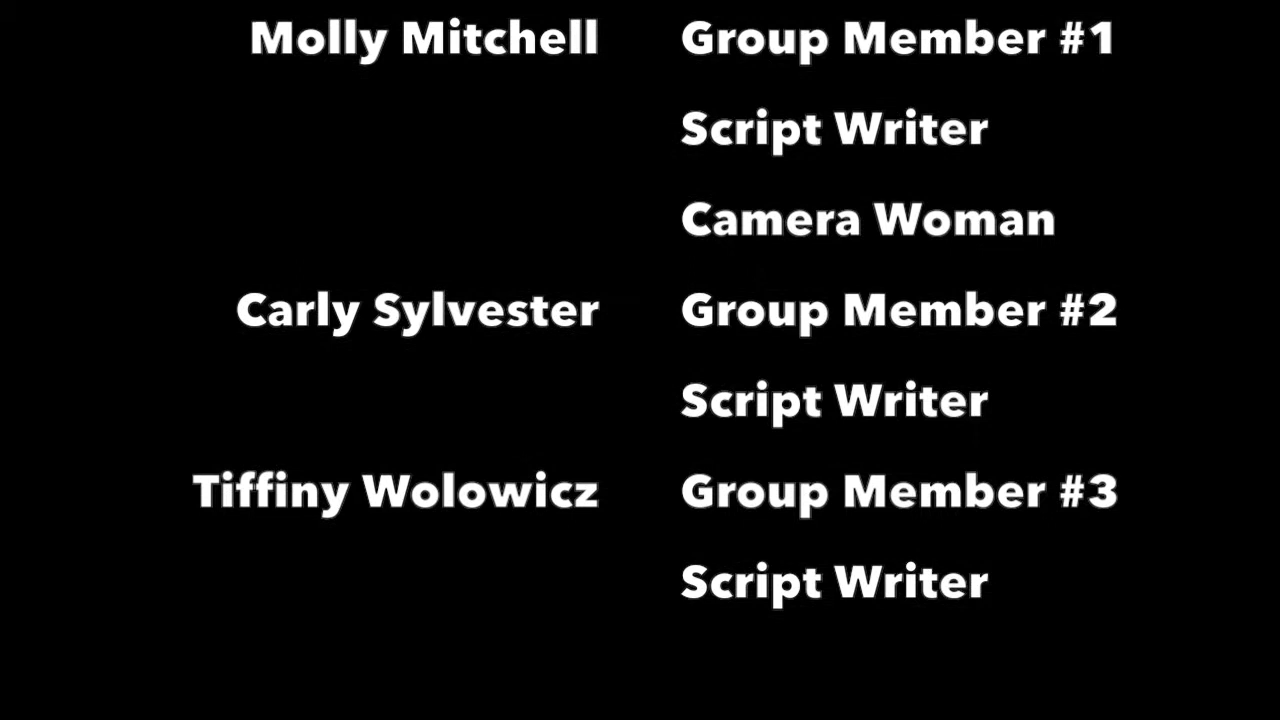 Molly Mitchell Group Member #1
Script Writer
Camera Woman
Carly Sylvester Group Member #2
Script Writer
Tiffiny Wolowicz Group Member #3
Script Writer